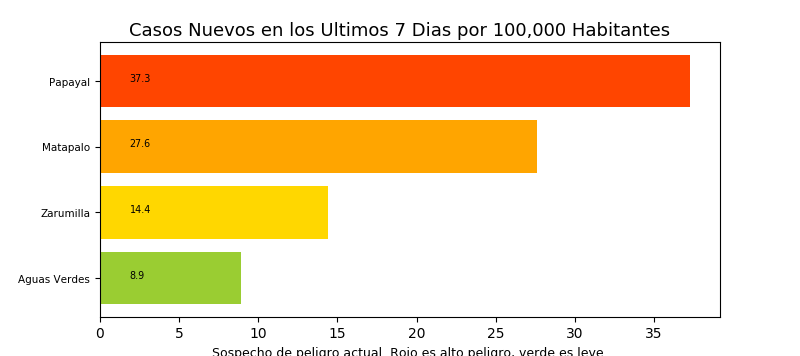 Casos Nuevos en los Ultimos 7 Dias por 100,000 Habitantes
Papayal 37.3
Matapalo 27.6
Zarumilla 14.4
Aguas Verdes 8.9
0 5 10 15 20 25 30 35
Sospecho de peligro actual. Rojo es alto peligro, verde es leve